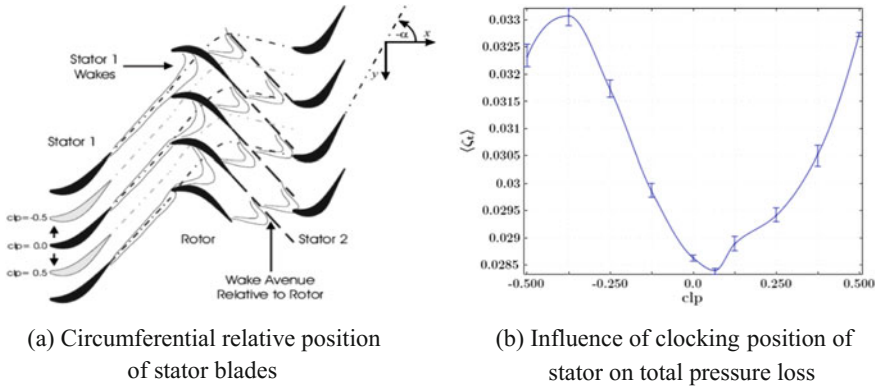 Stator 1
Wakes
-α
x
y
Stator 1
clp= -0.5
clp= 0.0
clp= 0.5
Rotor
Stator 2
Wake Avenue
Relative to Rotor
(a) Circumferential relative position
of stator blades
0.033
0.0325
0.032
0.0315
0.031
0.0305
0.03
0.0295
0.029
0.0285
⟨ζt⟩
-0.500
-0.250
0.0
0.250
0.500
clp
(b) Influence of clocking position of
stator on total pressure loss